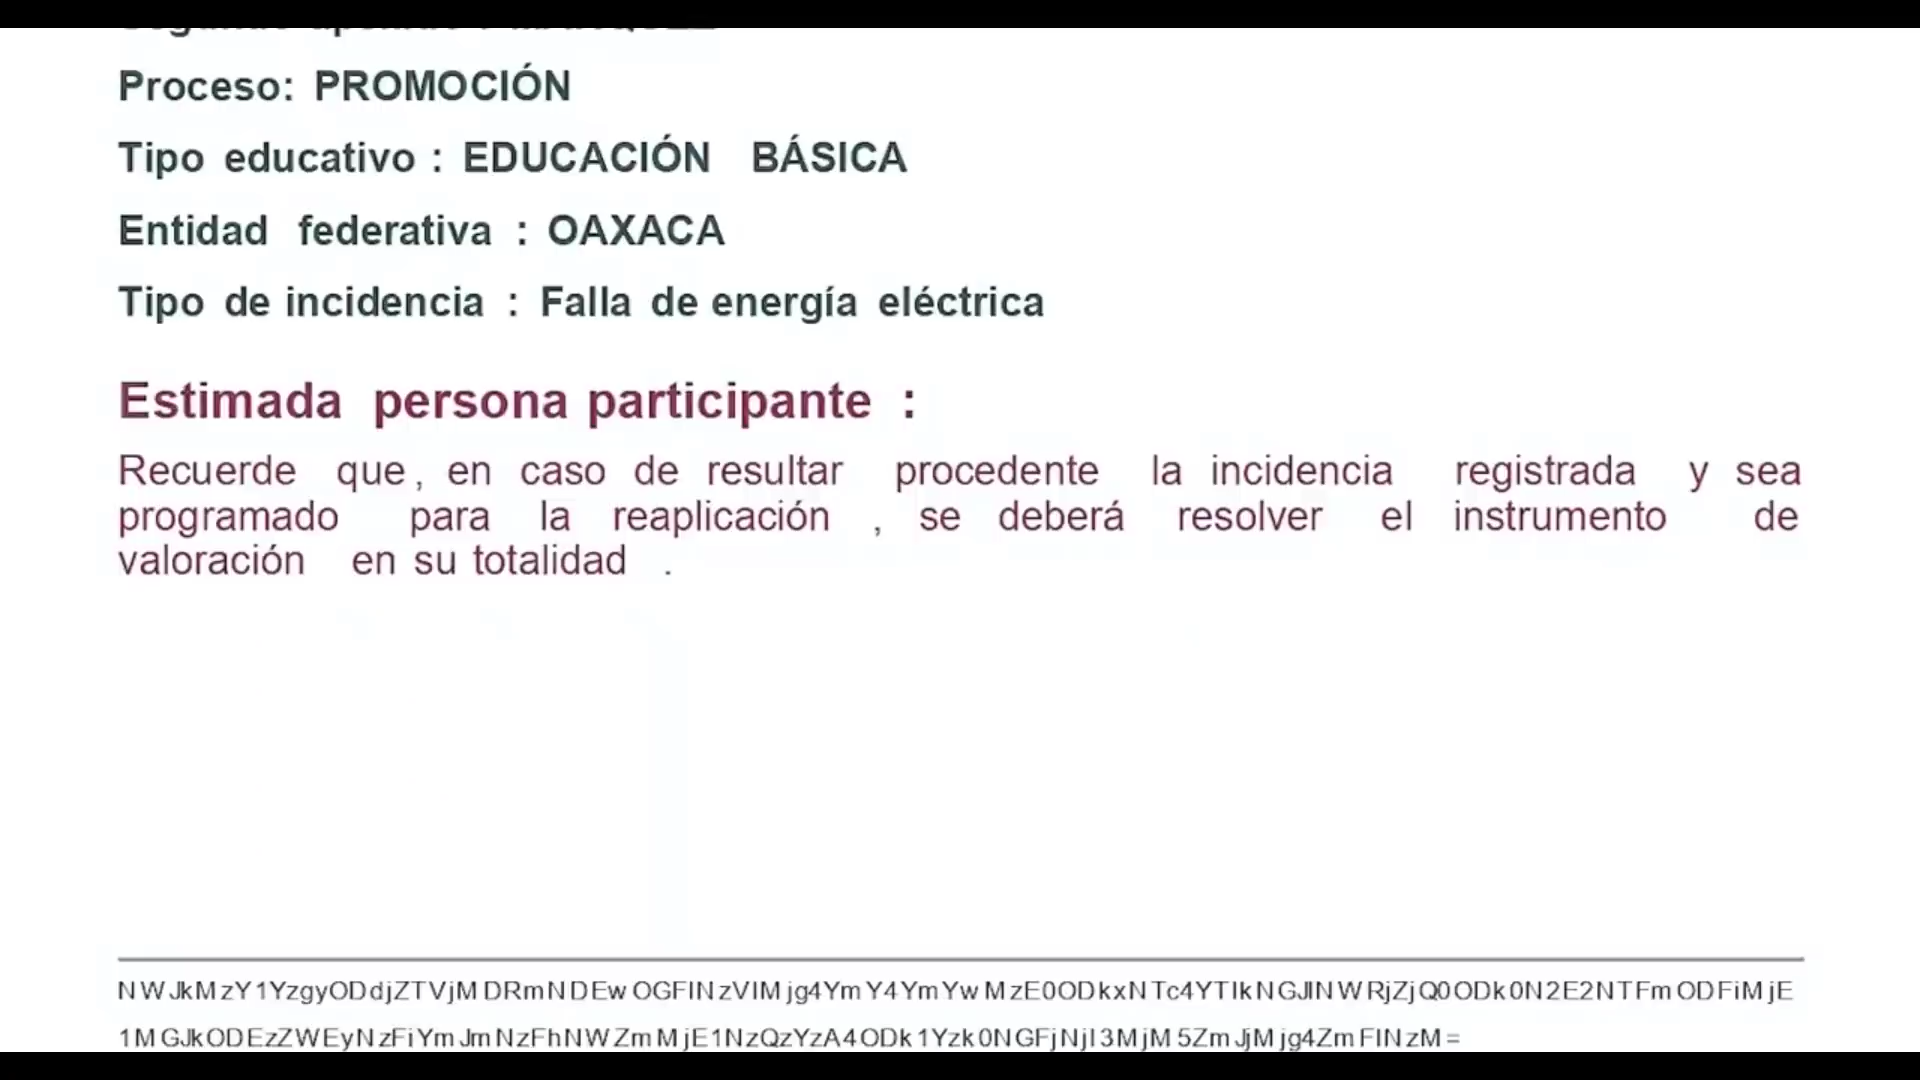 Proceso: PROMOCIÓN
Tipo educativo : EDUCACIÓN BÁSICA
Entidad federativa : OAXACA
Tipo de incidencia : Falla de energía eléctrica
Estimada persona participante :
Recuerde que, en caso de resultar procedente la incidencia registrada y sea
programado para la reaplicación , se deberá resolver el instrumento de
valoración en su totalidad .